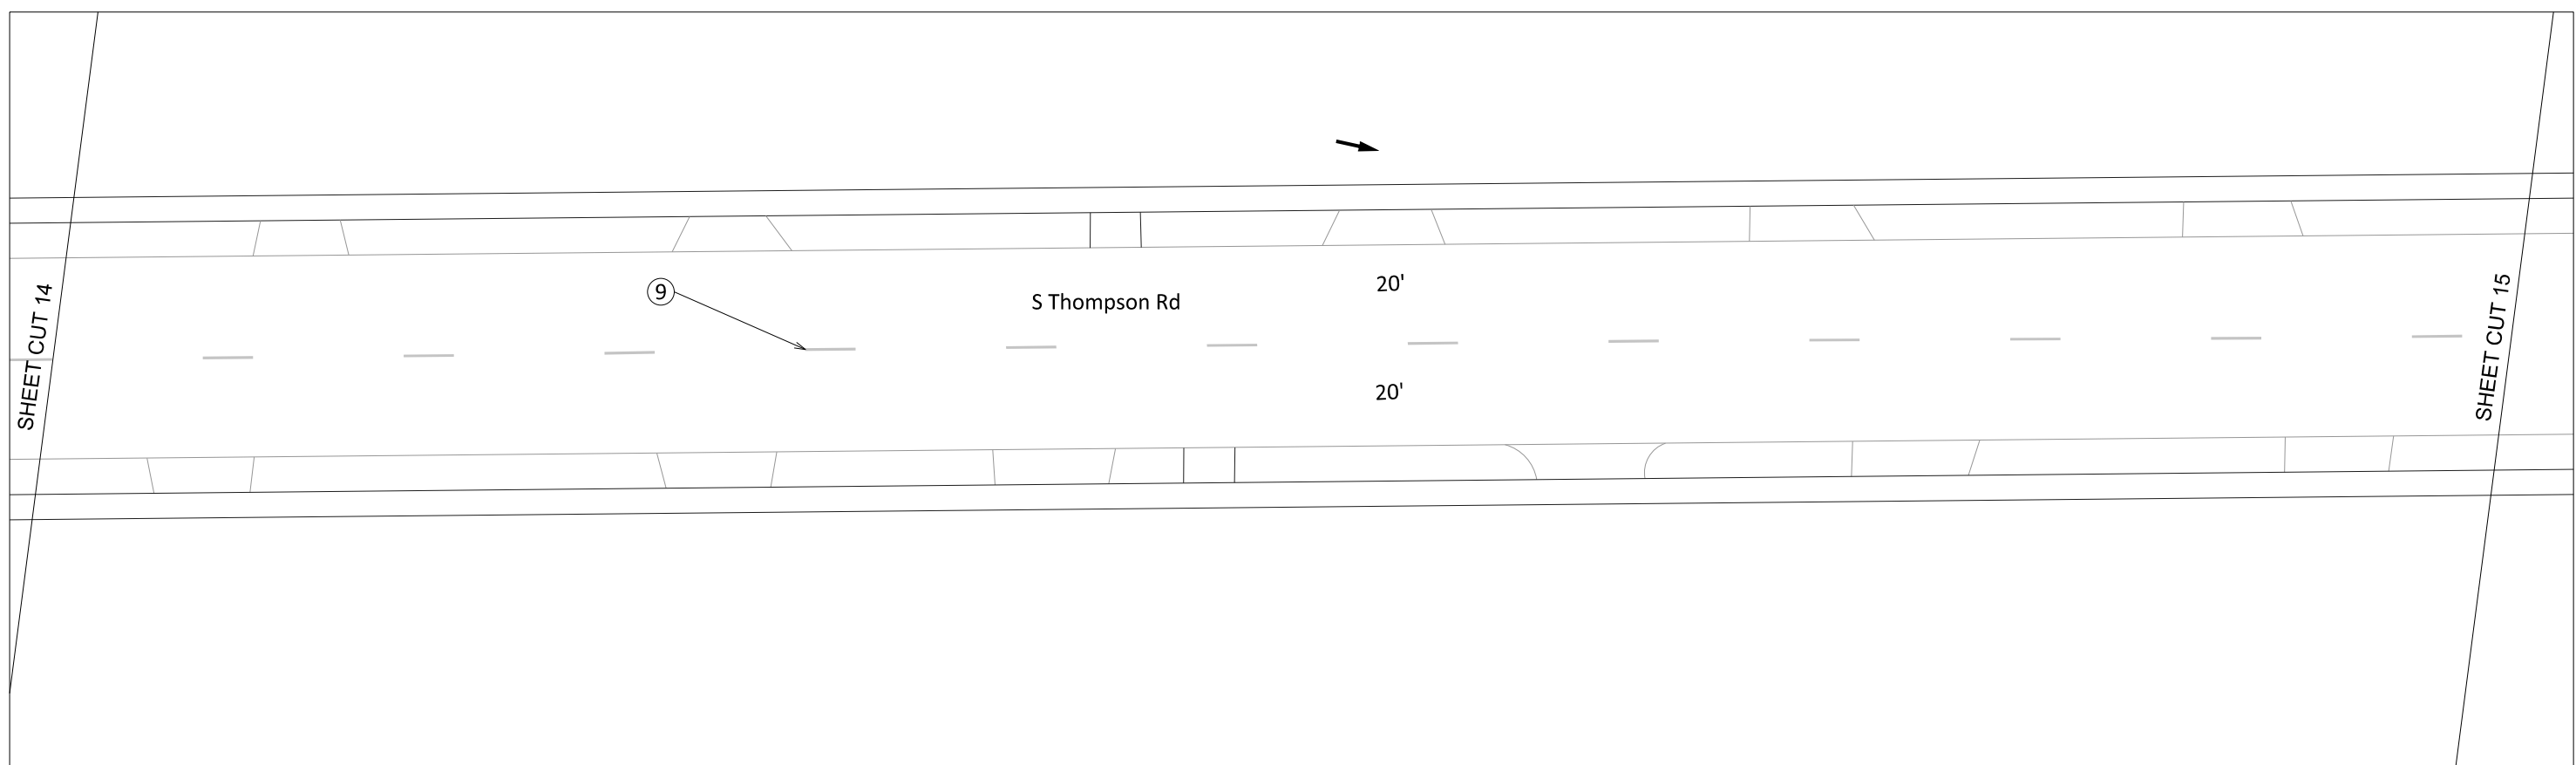 SHEET CUT 14
9
S Thompson Rd
20'
20'
SHEET CUT 15